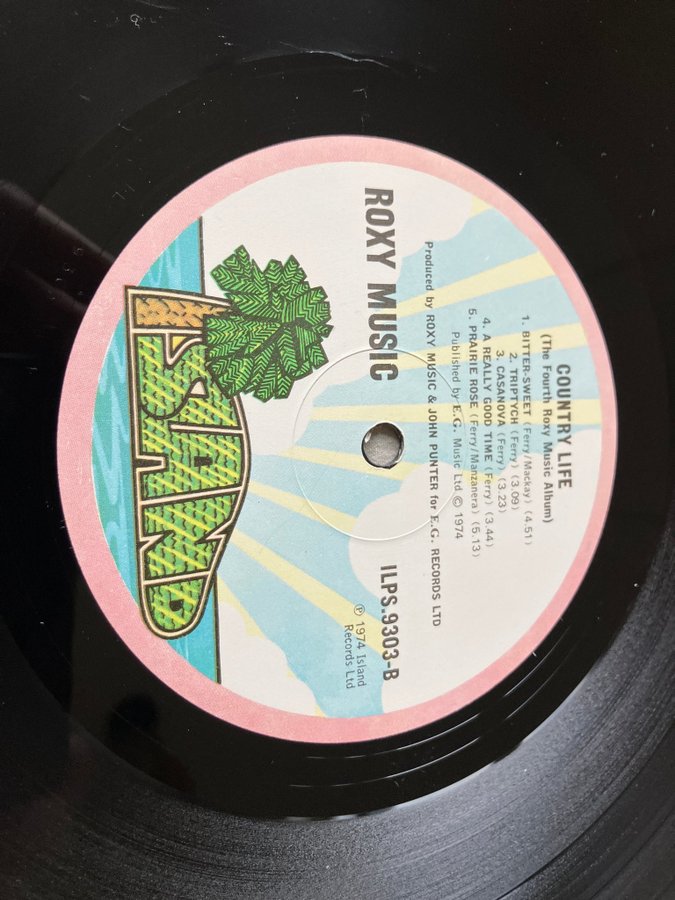 COUNTRY LIFE
(The Fourth Roxy Music Album)
1. BITTER-SWEET (Ferry/Mackay) (4.51)
2. TRIPTYCH (Ferry) (3.09)
3. CASANOVA (Ferry) (3.23)
4. A REALLY GOOD TIME (Ferry) (3.44)
5. PRAIRIE ROSE (Ferry/Manzanera) (5.13)
Published by E.G. Music Ltd © 1974
Produced by ROXY MUSIC & JOHN PUNTER for E.G. RECORDS LTD
ROXY MUSIC
ILPS.9303-B
℗ 1974 Island
Records Ltd
ISLAND